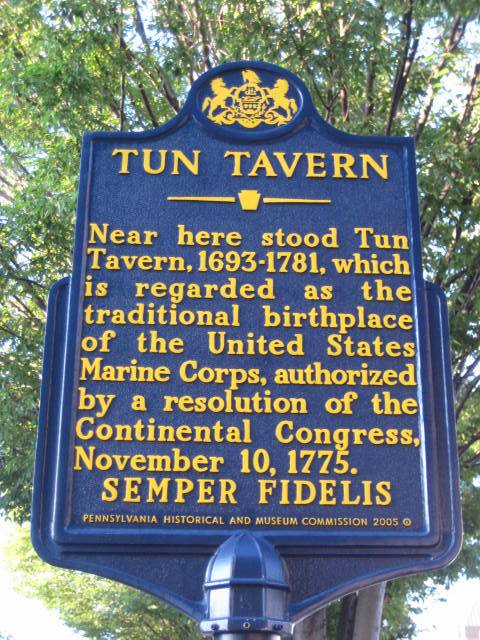 TUN TAVERN
Near here stood Tun
Tavern, 1693-1781, which
is regarded as the
traditional birthplace
of the United States
Marine Corps, authorized
by a resolution of the
Continental Congress,
November 10, 1775.
SEMPER FIDELIS
PENNSYLVANIA HISTORICAL AND MUSEUM COMMISSION 2005